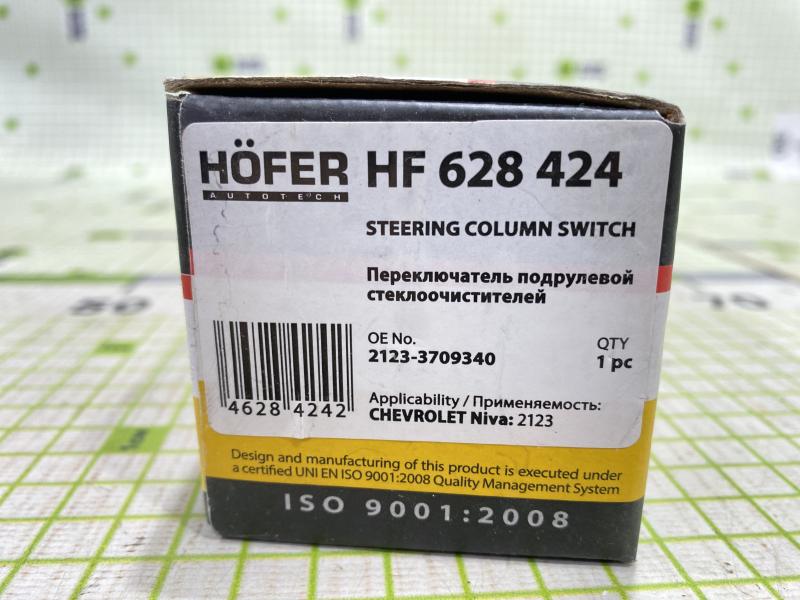 HÖFER HF 628 424
AUTOTECH
STEERING COLUMN SWITCH
Переключатель подрулевой
стеклоочистителей
OE No.
2123-3709340
QTY
1 pc
4628 4242
Applicability / Применяемость:
CHEVROLET Niva: 2123
Design and manufacturing of this product is executed under
a certified UNI EN ISO 9001:2008 Quality Management System
ISO 9001:2008